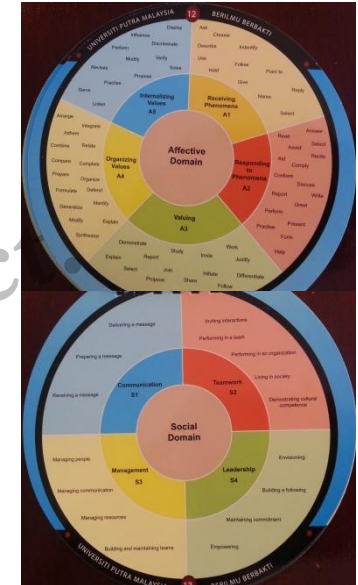 UNIVERSITI PUTRA MALAYSIA 12 BERILMU BERBAKTI
Display
Influence
Discriminate
Perform
Verify
Modify
Solve
Revises
Propose
Practise
Serve
Listen
Internalizing
Values
A5
Ask
Choose
Describe
Indentify
Use
Follow
Point to
Hold
Reply
Give
Name
Select
Receiving
Phenomena
A1
Affective
Domain
Arrange
Integrate
Adhere
Combine
Relate
Compare
Complete
Prepare
Organize
Formulate
Defend
Generalize
Identify
Modify
Explain
Synthesize
Organizing
Values
A4
Answer
Read
Select
Assist
Recite
Aid
Comply
Conform
Discuss
Write
Report
Greet
Perform
Present
Practise
Form
Help
Responding
to
Phenomena
A2
Valuing
A3
Demonstrate
Work
Study
Invite
Explain
Report
Justify
Select
Join
Initiate
Differentiate
Propose
Share
Follow
Delivering a message
Preparing a message
Receiving a message
Communication
S1
Inviting interactions
Performing in a team
Performing in an organization
Living in society
Demonstrating cultural
competence
Teamwork
S2
Social
Domain
Managing people
Managing communication
Managing resources
Building and maintaining teams
Management
S3
Leadership
S4
Envisioning
Building a following
Maintaining commitment
Empowering
UNIVERSITI PUTRA MALAYSIA 13 BERILMU BERBAKTI